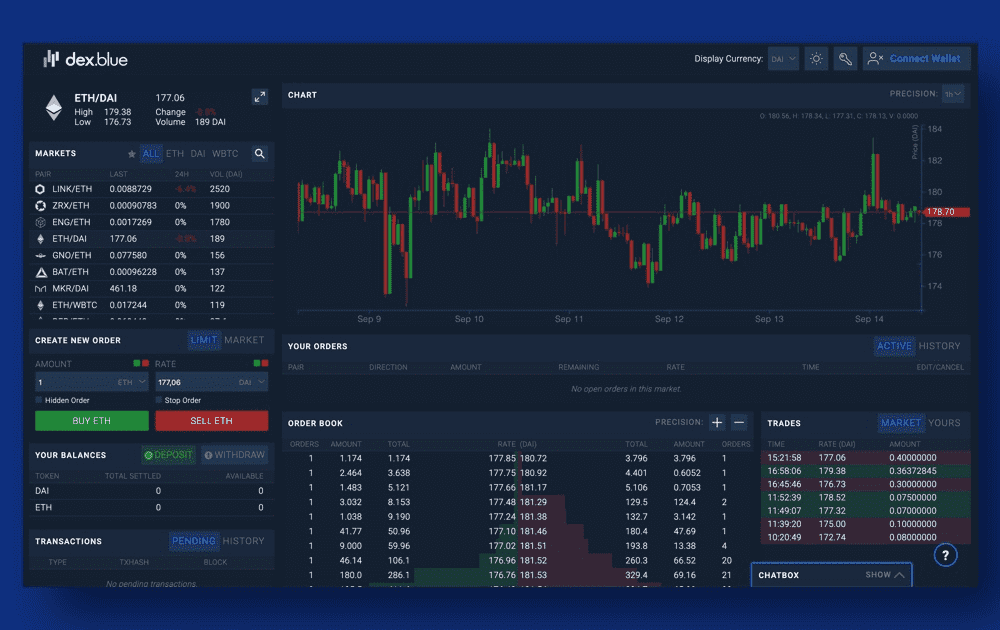 dex.blue
Display Currency: DAI
Connect Wallet
ETH/DAI 177.06
High 179.38 Change
Low 176.73 Volume 189 DAI
MARKETS ALL ETH DAI WBTC
PAIR LAST 24H VOL (DAI)
LINK/ETH 0.0088729 -6.4% 2520
ZRX/ETH 0.00090783 0% 1900
ENG/ETH 0.0017269 0% 1780
ETH/DAI 177.06 189
GNO/ETH 0.077580 0% 156
BAT/ETH 0.00096228 0% 137
MKR/DAI 461.18 0% 122
ETH/WBTC 0.017244 0% 119
CREATE NEW ORDER LIMIT MARKET
AMOUNT RATE
1 ETH 177,06 DAI
Hidden Order Stop Order
BUY ETH SELL ETH
YOUR BALANCES DEPOSIT WITHDRAW
TOKEN TOTAL SETTLED AVAILABLE
DAI 0 0
ETH 0 0
TRANSACTIONS PENDING HISTORY
TYPE TXHASH BLOCK
No pending transactions.
CHART PRECISION: 1h
O: 180.56, H: 178.34, L: 177.31, C: 178.13, V: 0.0000
Price (DAI)
184
182
180
178.70
178
176
174
Sep 9 Sep 10 Sep 11 Sep 12 Sep 13 Sep 14
YOUR ORDERS ACTIVE HISTORY
PAIR DIRECTION AMOUNT REMAINING RATE TIME EDIT/CANCEL
No open orders in this market.
ORDER BOOK PRECISION: + −
ORDERS AMOUNT TOTAL RATE (DAI) TOTAL AMOUNT ORDERS
1 1.174 1.174 177.85 180.72 3.796 3.796 1
1 2.464 3.638 177.75 180.92 4.401 0.6052 1
1 1.483 5.121 177.66 181.17 5.106 0.7053 1
1 3.032 8.153 177.48 181.29 129.5 124.4 2
1 1.038 9.190 177.24 181.38 132.7 3.142 1
1 41.77 50.96 177.10 181.46 180.4 47.69 1
1 9.000 59.96 177.02 181.51 193.8 13.38 4
1 46.14 106.1 176.96 181.52 260.3 66.52 20
1 180.0 286.1 176.76 181.53 329.4 69.16 21
TRADES MARKET YOURS
TIME RATE (DAI) AMOUNT
15:21:58 177.06 0.40000000
16:58:06 179.38 0.36372845
16:45:46 176.73 0.30000000
11:52:39 178.52 0.07500000
11:49:07 177.32 0.07000000
11:39:20 175.00 0.10000000
10:20:49 172.74 0.08000000
?
CHATBOX SHOW